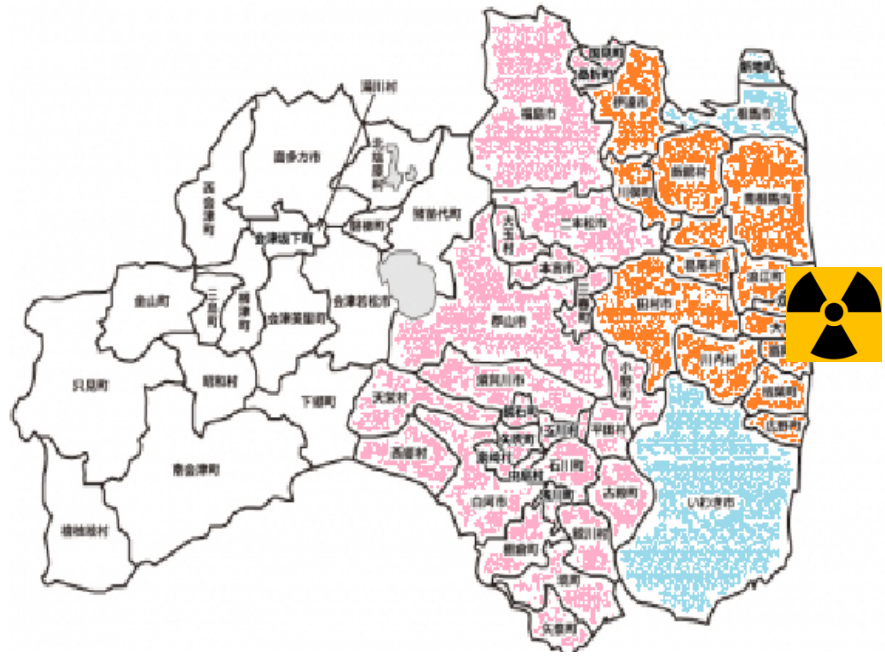 国見町
桑折町
新地町
湯川村
伊達市
福島市
相馬市
喜多方市
北塩原村
飯舘村
川俣町
南相馬市
西会津町
磐梯町
猪苗代町
大玉村
二本松市
会津坂下町
本宮市
葛尾村
浪江町
金山町
三島町
柳津町
会津美里町
会津若松市
三春町
田村市
郡山市
大
川内村
只見町
昭和村
小野町
楢葉町
下郷町
天栄村
須賀川市
鏡石町
玉川村
平田村
広野町
矢吹町
西郷村
泉崎村
中島村
石川町
南会津町
白河市
浅川町
古殿町
いわき市
檜枝岐村
棚倉町
鮫川村
塙町
矢祭町